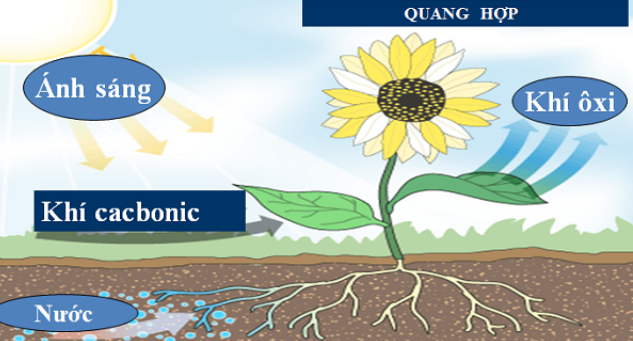 QUANG HỢP
Ánh sáng
Khí ôxi
Khí cacbonic
Nước